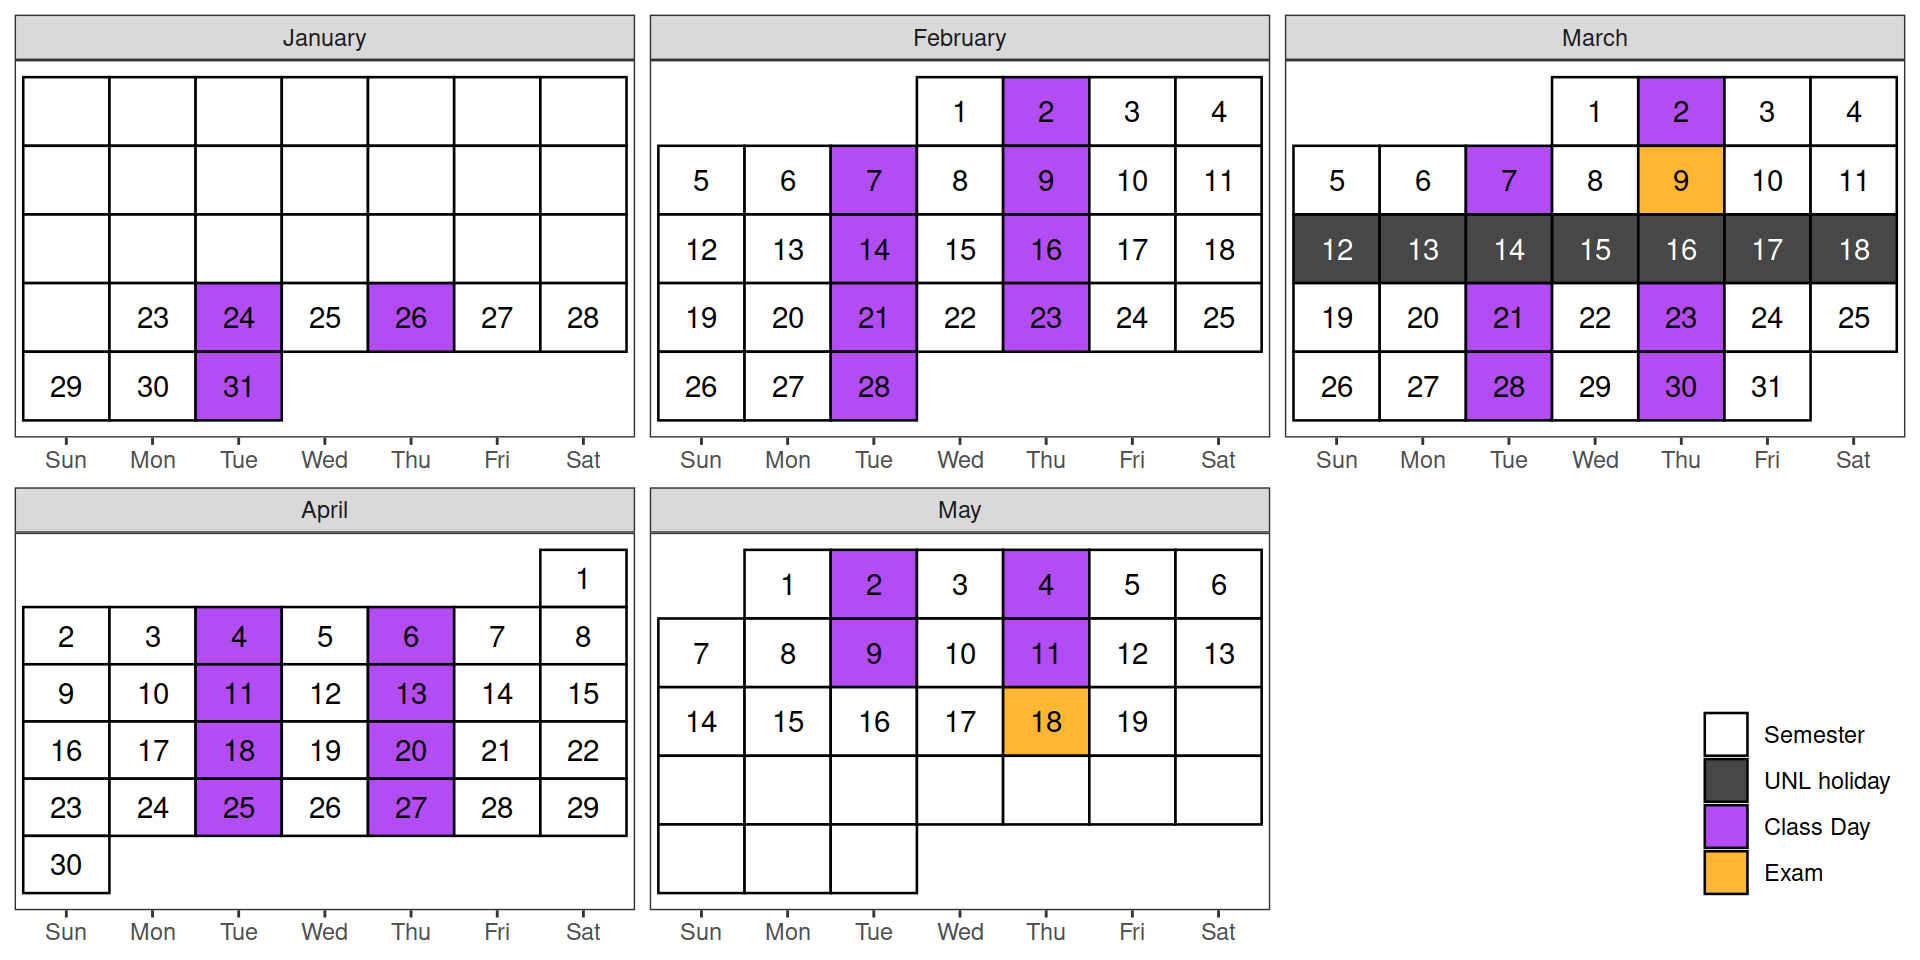 January February March
1 2 3 4 1 2 3 4
5 6 7 8 9 10 11 5 6 7 8 9 10 11
12 13 14 15 16 17 18 12 13 14 15 16 17 18
23 24 25 26 27 28 19 20 21 22 23 24 25 19 20 21 22 23 24 25
29 30 31 26 27 28 26 27 28 29 30 31
Sun Mon Tue Wed Thu Fri Sat Sun Mon Tue Wed Thu Fri Sat Sun Mon Tue Wed Thu Fri Sat
April May
1 1 2 3 4 5 6
2 3 4 5 6 7 8 7 8 9 10 11 12 13
9 10 11 12 13 14 15 14 15 16 17 18 19
16 17 18 19 20 21 22
23 24 25 26 27 28 29
30
Sun Mon Tue Wed Thu Fri Sat Sun Mon Tue Wed Thu Fri Sat
Semester
UNL holiday
Class Day
Exam